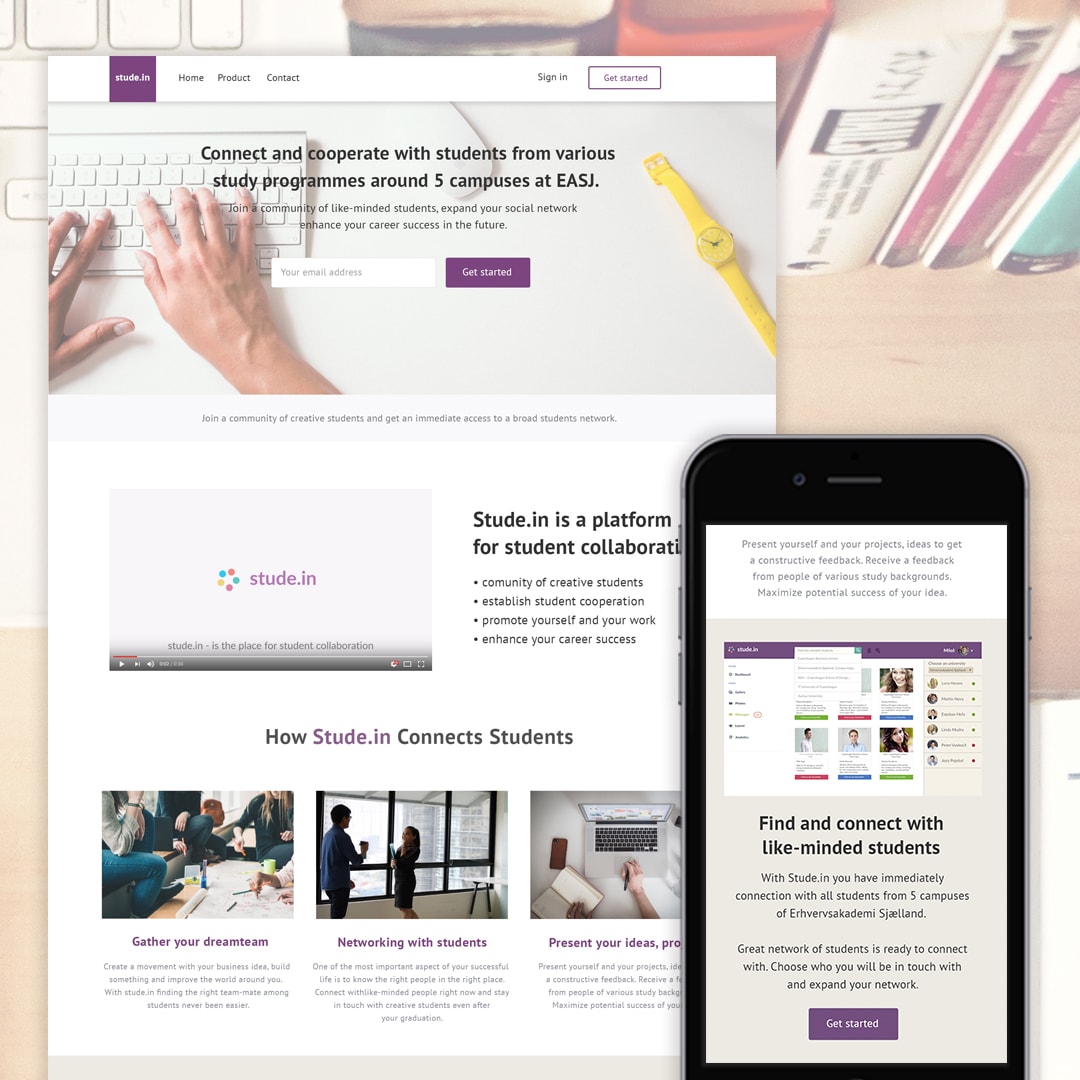 stude.in
Home Product Contact
Sign in
Get started
Connect and cooperate with students from various
study programmes around 5 campuses at EASJ.
Join a community of like-minded students, expand your social network
enhance your career success in the future.
Your email address
Get started
Join a community of creative students and get an immediate access to a broad students network.
stude.in
stude.in - is the place for student collaboration
0:02 / 0:30
Stude.in is a platform
for student collaborati
• comunity of creative students
• establish student cooperation
• promote yourself and your work
• enhance your career success
How Stude.in Connects Students
Gather your dreamteam
Create a movement with your business idea, build
something and improve the world around you.
With stude.in finding the right team-mate among
students never been easier.
Networking with students
One of the most important aspect of your successful
life is to know the right people in the right place.
Connect withlike-minded people right now and stay
in touch with creative students even after
your graduation.
Present your ideas, pro
Present yourself and your projects, ide
a constructive feedback. Receive a fe
from people of various study backg
Maximize potential success of your
Present yourself and your projects, ideas to get
a constructive feedback. Receive a feedback
from people of various study backgrounds.
Maximize potential success of your idea.
stude.in
Miloš
Choose an university
Dashboard
Gallery
Photos
Messages
Layout
Analytics
Find and connect with
like-minded students
With Stude.in you have immediately
connection with all students from 5 campuses
of Erhvervsakademi Sjælland.
Great network of students is ready to connect
with. Choose who you will be in touch with
and expand your network.
Get started